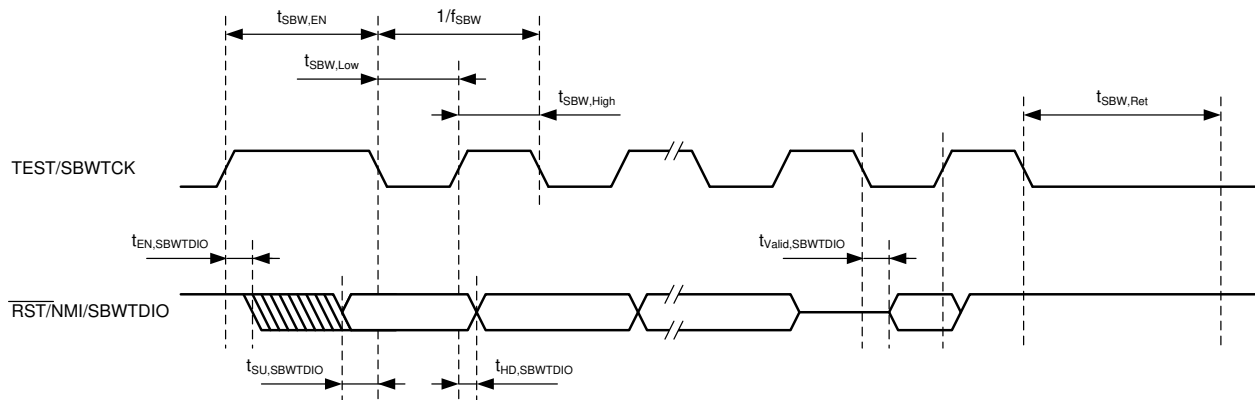 tSBW,EN
1/fSBW
tSBW,Low
tSBW,High
tSBW,Ret
TEST/SBWTCK
tEN,SBWTDIO
tValid,SBWTDIO
RST/NMI/SBWTDIO
tSU,SBWTDIO
tHD,SBWTDIO